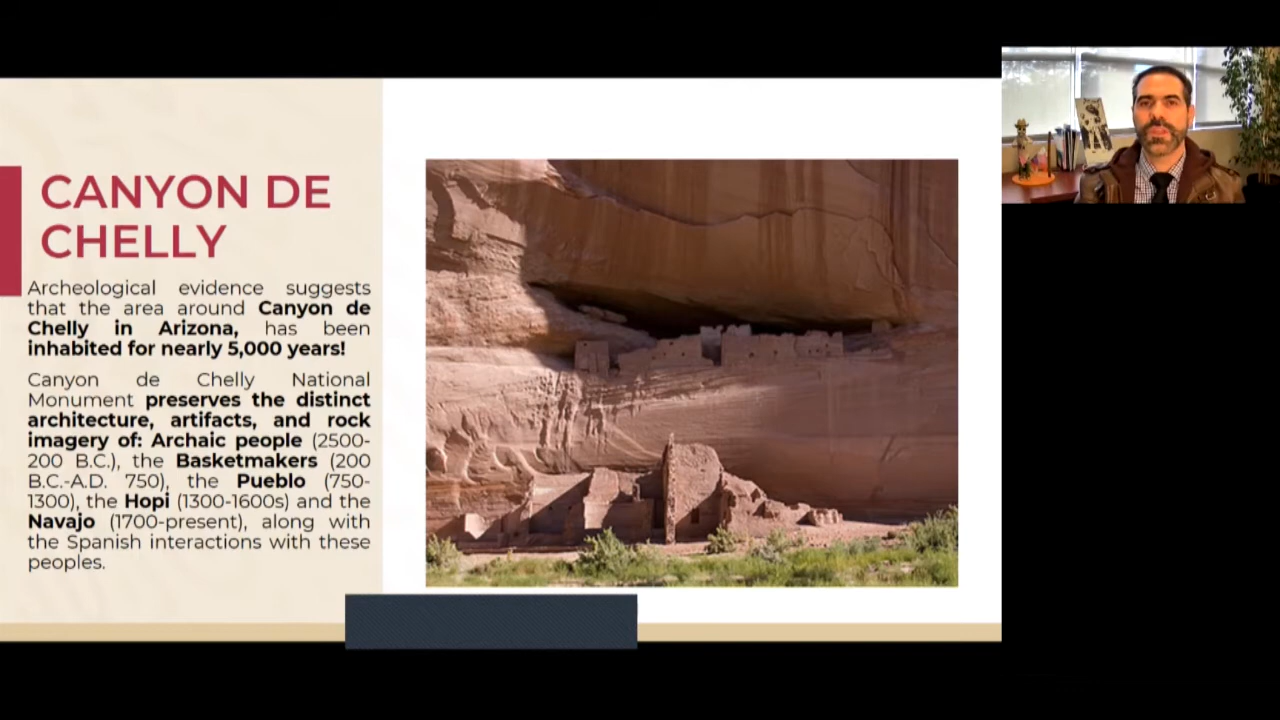 CANYON DE
CHELLY
Archeological evidence suggests
that the area around Canyon de
Chelly in Arizona, has been
inhabited for nearly 5,000 years!
Canyon de Chelly National
Monument preserves the distinct
architecture, artifacts, and rock
imagery of: Archaic people (2500-
200 B.C.), the Basketmakers (200
B.C.-A.D. 750), the Pueblo (750-
1300), the Hopi (1300-1600s) and the
Navajo (1700-present), along with
the Spanish interactions with these
peoples.